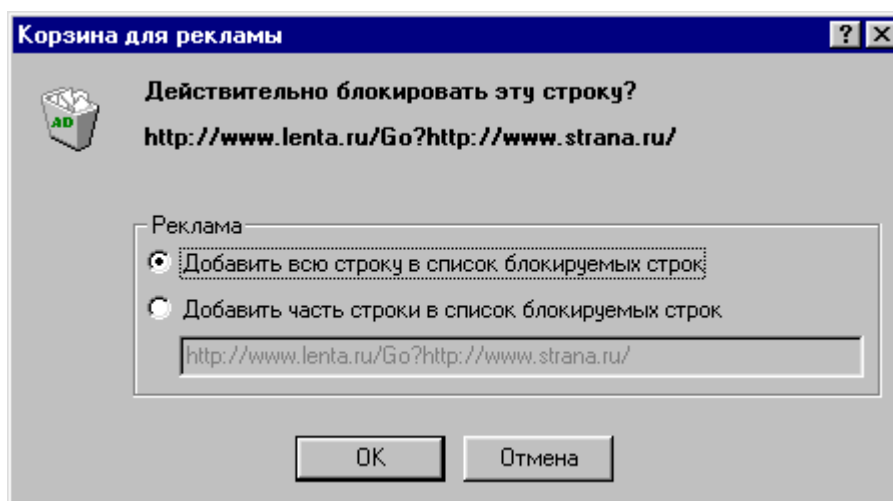 Корзина для рекламы
Действительно блокировать эту строку?
http://www.lenta.ru/Go?http://www.strana.ru/
AD
Реклама
Добавить всю строку в список блокируемых строк
Добавить часть строки в список блокируемых строк
http://www.lenta.ru/Go?http://www.strana.ru/
OK Отмена